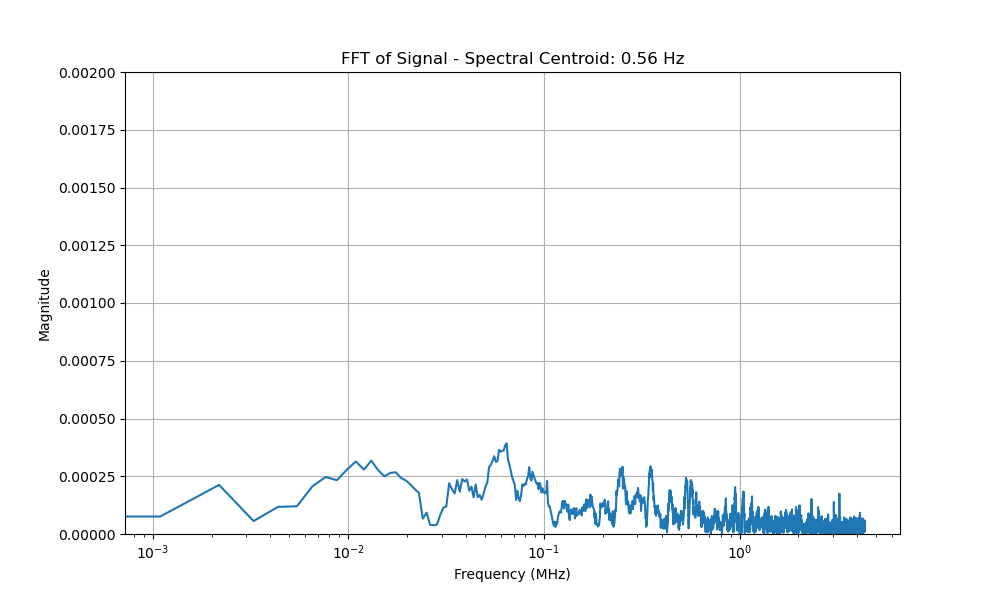 FFT of Signal - Spectral Centroid: 0.56 Hz
0.00200
0.00175
0.00150
0.00125
0.00100
0.00075
0.00050
0.00025
0.00000
Magnitude
10⁻³ 10⁻² 10⁻¹ 10⁰
Frequency (MHz)